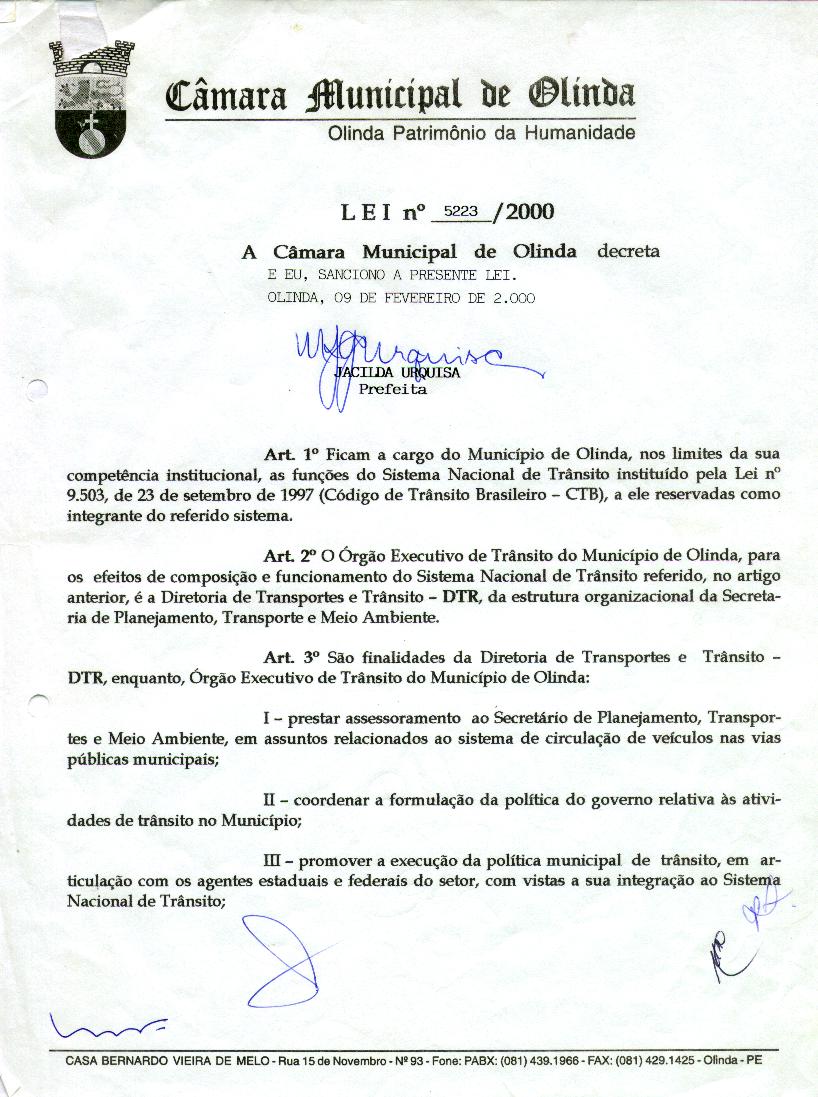 Câmara Municipal de Olinda
Olinda Patrimônio da Humanidade
LEI nº 5223 /2000
A Câmara Municipal de Olinda decreta
E EU, SANCIONO A PRESENTE LEI.
OLINDA, 09 DE FEVEREIRO DE 2.000
JACILDA URQUISA
Prefeita
Art. 1º Ficam a cargo do Município de Olinda, nos limites da sua
competência institucional, as funções do Sistema Nacional de Trânsito instituído pela Lei nº
9.503, de 23 de setembro de 1997 (Código de Trânsito Brasileiro – CTB), a ele reservadas como
integrante do referido sistema.
Art. 2º O Órgão Executivo de Trânsito do Município de Olinda, para
os efeitos de composição e funcionamento do Sistema Nacional de Trânsito referido, no artigo
anterior, é a Diretoria de Transportes e Trânsito – DTR, da estrutura organizacional da Secreta-
ria de Planejamento, Transporte e Meio Ambiente.
Art. 3º São finalidades da Diretoria de Transportes e Trânsito –
DTR, enquanto, Órgão Executivo de Trânsito do Município de Olinda:
I – prestar assessoramento ao Secretário de Planejamento, Transpor-
tes e Meio Ambiente, em assuntos relacionados ao sistema de circulação de veículos nas vias
públicas municipais;
II – coordenar a formulação da política do governo relativa às ativi-
dades de trânsito no Município;
III – promover a execução da política municipal de trânsito, em ar-
ticulação com os agentes estaduais e federais do setor, com vistas a sua integração ao Sistema
Nacional de Trânsito;
CASA BERNARDO VIEIRA DE MELO - Rua 15 de Novembro - Nº 93 - Fone: PABX: (081) 439.1966 - FAX: (081) 429.1425 - Olinda - PE